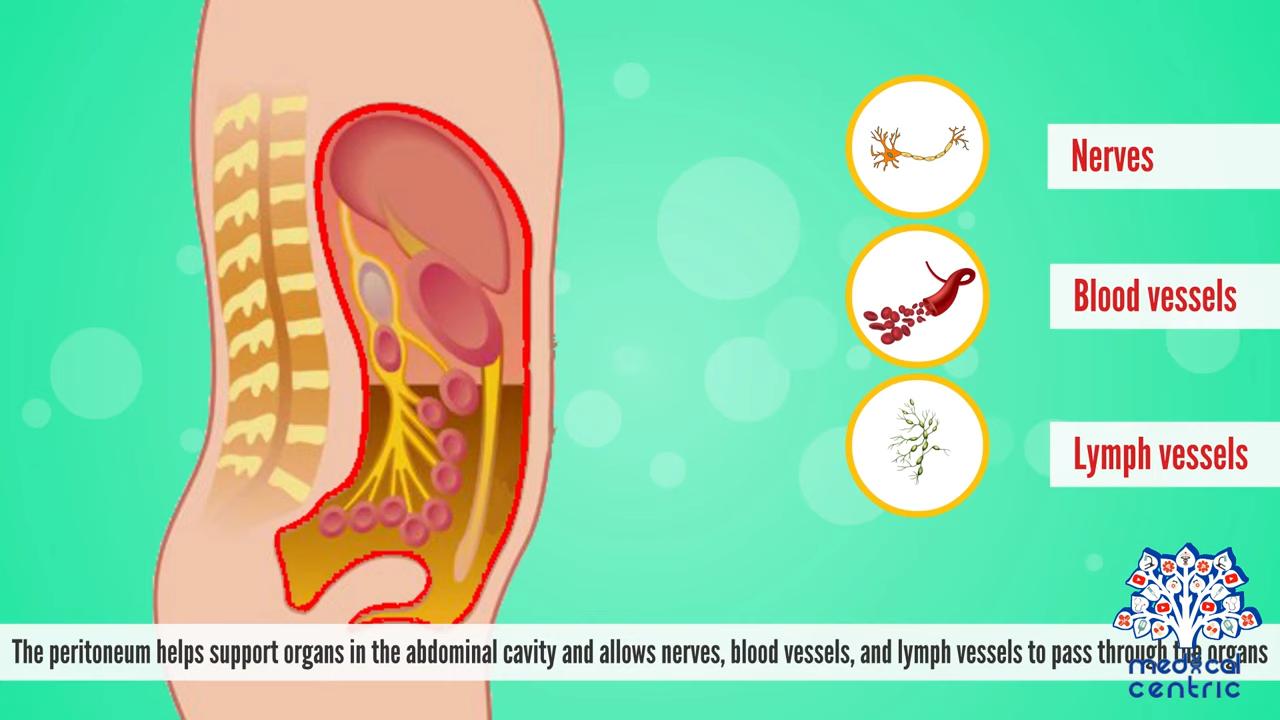 Nerves
Blood vessels
Lymph vessels
The peritoneum helps support organs in the abdominal cavity and allows nerves, blood vessels, and lymph vessels to pass through the organs
medical
centric